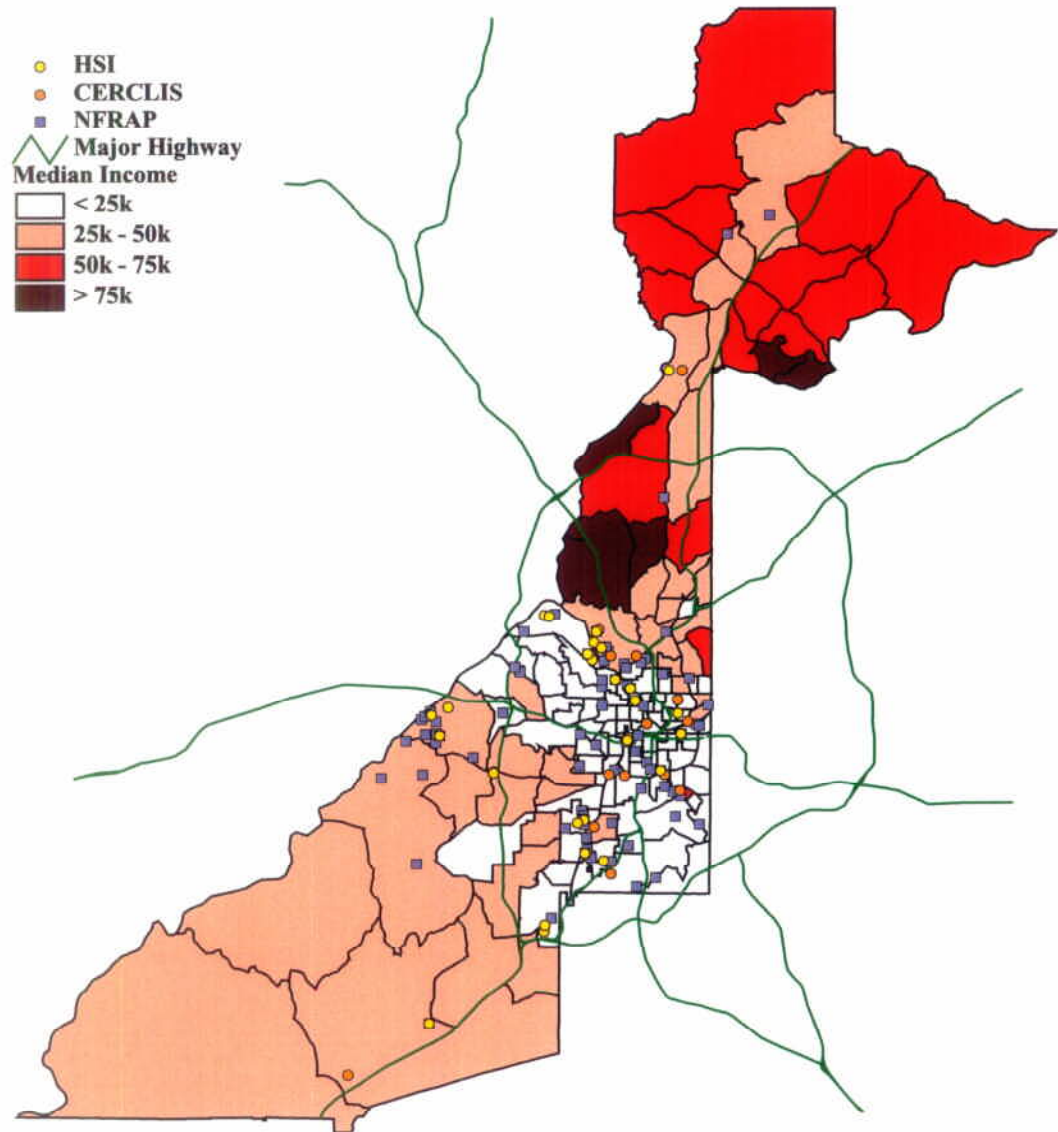 HSI
CERCLIS
NFRAP
Major Highway
Median Income
< 25k
25k - 50k
50k - 75k
> 75k